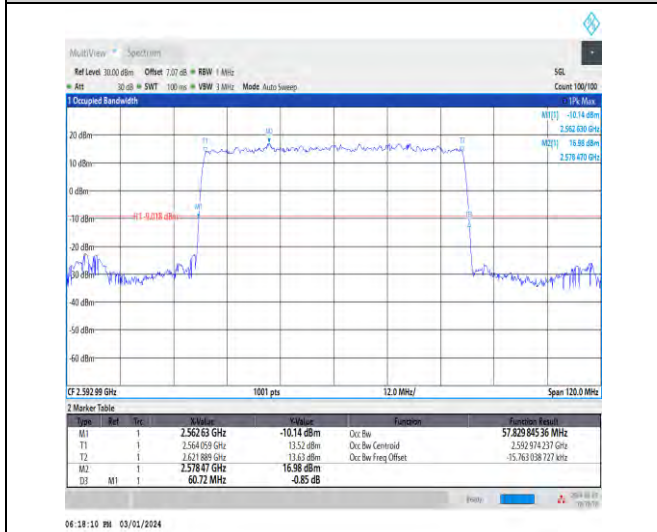 MultiView Spectrum
Ref Level 30.00 dBm Offset 7.07 dB RBW 1 MHz SGL
Att 30 dB SWT 100 ms VBW 3 MHz Mode Auto Sweep Count 100/100
1 Occupied Bandwidth 1Pk Max
M1[1] -10.14 dBm
2.562 630 GHz
M2[1] 16.98 dBm
2.578 470 GHz
20 dBm
T1 M2 T2
10 dBm
0 dBm
M1
-10 dBm
H1 -9.018 dBm
D3
-20 dBm
-30 dBm
-40 dBm
-50 dBm
-60 dBm
CF 2.592 99 GHz 1001 pts 12.0 MHz/ Span 120.0 MHz
2 Marker Table
Type Ref Trc X-Value Y-Value Function Function Result
M1 1 2.562 63 GHz -10.14 dBm Occ Bw 57.829 845 36 MHz
T1 1 2.564 059 GHz 13.52 dBm Occ Bw Centroid 2.592 974 237 GHz
T2 1 2.621 889 GHz 13.63 dBm Occ Bw Freq Offset -15.763 038 727 kHz
M2 1 2.578 47 GHz 16.98 dBm
D3 M1 1 60.72 MHz -0.85 dB
06:18:10 PM 03/01/2024